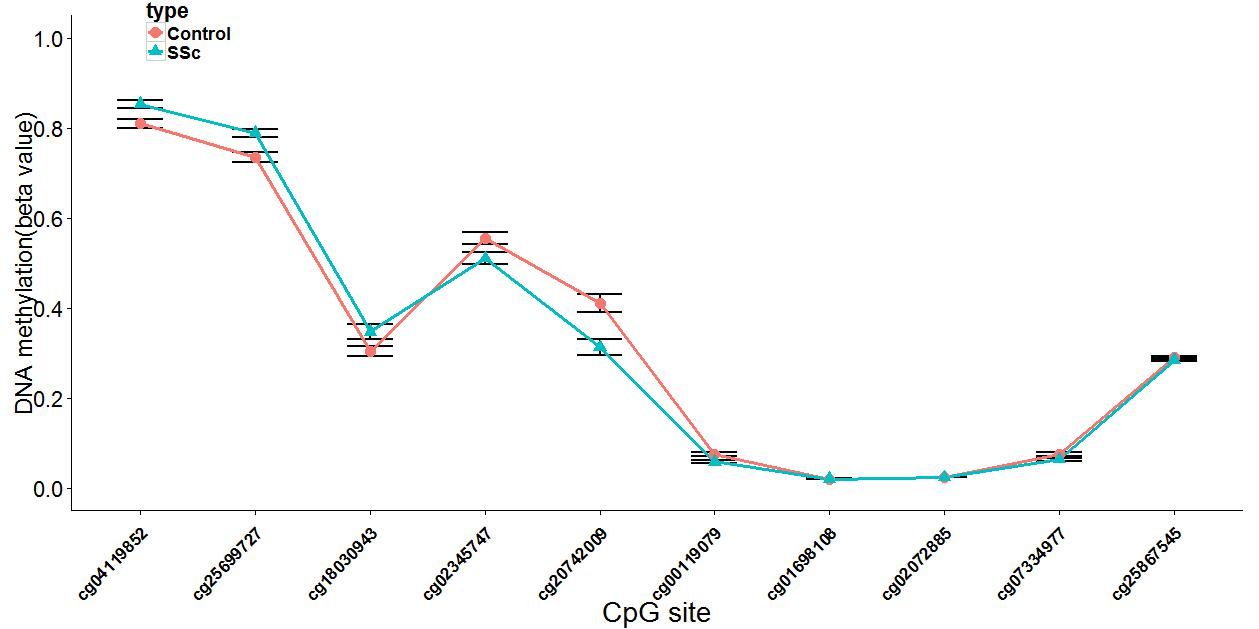 type
Control
SSc
1.0
0.8
0.6
0.4
0.2
0.0
DNA methylation(beta value)
cg04119852
cg25699727
cg18030943
cg02345747
cg20742009
cg00119079
cg01698108
cg02072885
cg07334977
cg25867545
CpG site